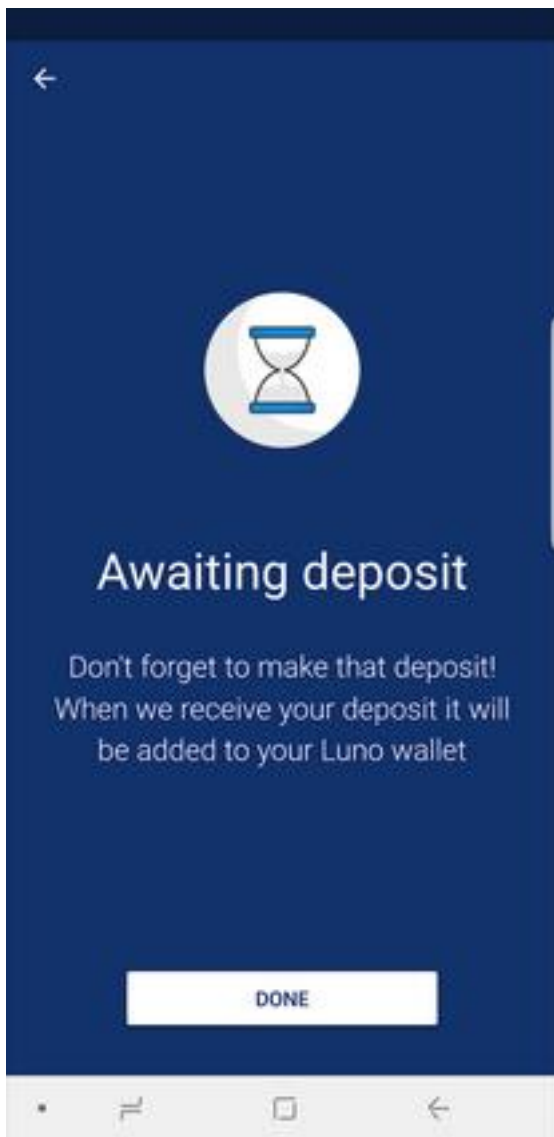 Awaiting deposit
Don't forget to make that deposit!
When we receive your deposit it will
be added to your Luno wallet
DONE